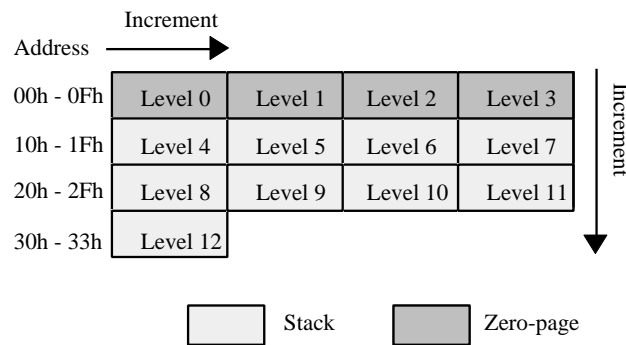 Increment
Address
00h - 0Fh Level 0 Level 1 Level 2 Level 3
10h - 1Fh Level 4 Level 5 Level 6 Level 7
20h - 2Fh Level 8 Level 9 Level 10 Level 11
30h - 33h Level 12
Increment
Stack Zero-page